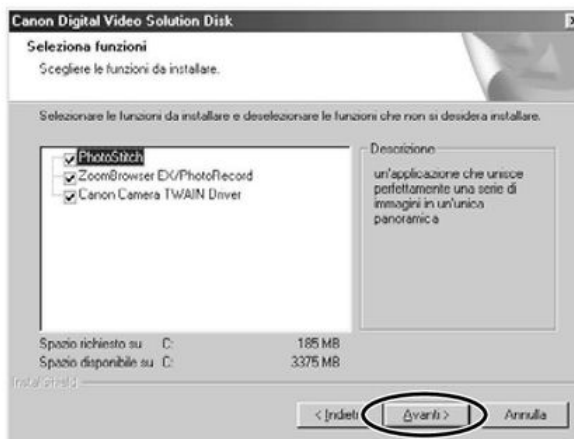 Canon Digital Video Solution Disk
Seleziona funzioni
Scegliere le funzioni da installare.
Selezionare le funzioni da installare e deselezionare le funzioni che non si desidera installare.
PhotoStitch
ZoomBrowser EX/PhotoRecord
Canon Camera TWAIN Driver
Descrizione
un'applicazione che unisce
perfettamente una serie di
immagini in un'unica
panoramica
Spazio richiesto su C: 185 MB
Spazio disponibile su C: 3375 MB
InstallShield
< Indiet
Avanti >
Annulla